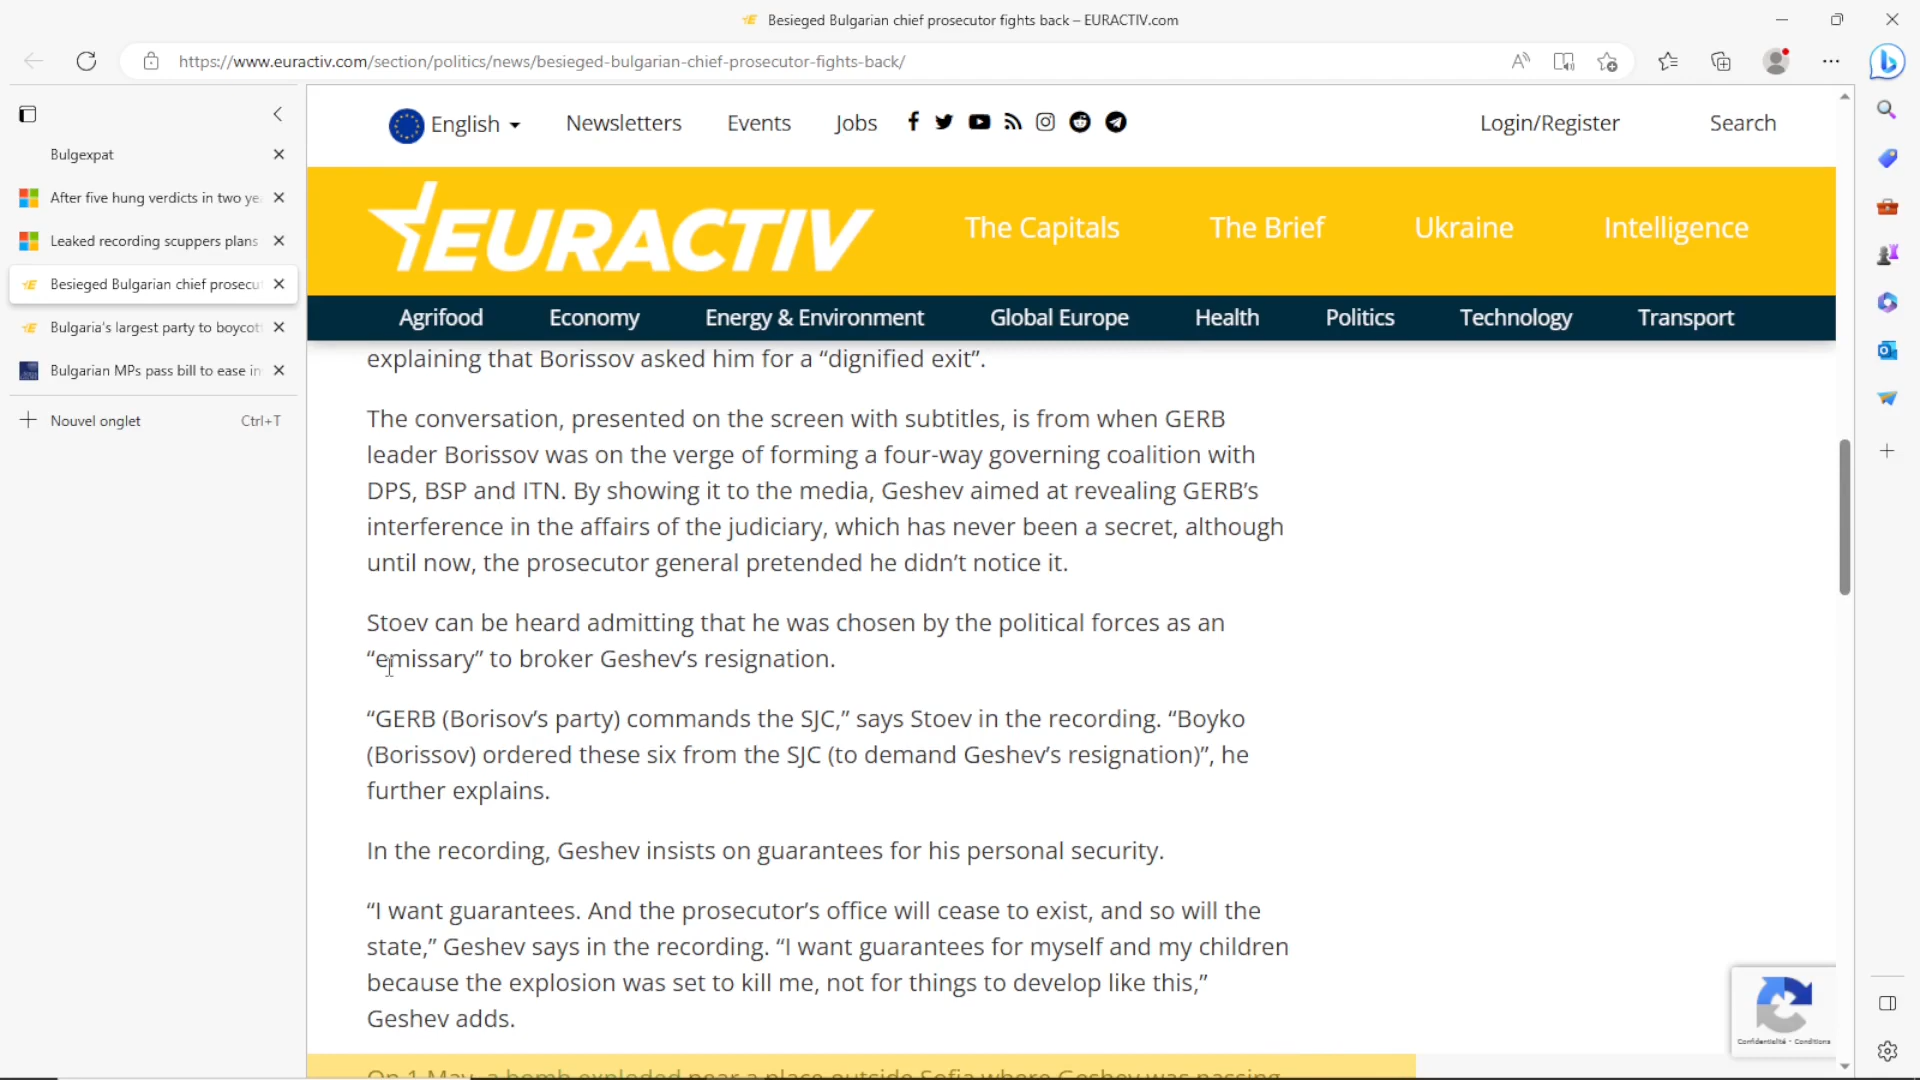 Besieged Bulgarian chief prosecutor fights back – EURACTIV.com
https://www.euractiv.com/section/politics/news/besieged-bulgarian-chief-prosecutor-fights-back/
Bulgexpat
After five hung verdicts in two ye
Leaked recording scuppers plans
Besieged Bulgarian chief prosecu
Bulgaria's largest party to boycot
Bulgarian MPs pass bill to ease in
Nouvel onglet Ctrl+T
English Newsletters Events Jobs Login/Register Search
EURACTIV The Capitals The Brief Ukraine Intelligence
Agrifood Economy Energy & Environment Global Europe Health Politics Technology Transport
explaining that Borissov asked him for a “dignified exit”.
The conversation, presented on the screen with subtitles, is from when GERB
leader Borissov was on the verge of forming a four-way governing coalition with
DPS, BSP and ITN. By showing it to the media, Geshev aimed at revealing GERB’s
interference in the affairs of the judiciary, which has never been a secret, although
until now, the prosecutor general pretended he didn’t notice it.
Stoev can be heard admitting that he was chosen by the political forces as an
“emissary” to broker Geshev’s resignation.
“GERB (Borisov’s party) commands the SJC,” says Stoev in the recording. “Boyko
(Borissov) ordered these six from the SJC (to demand Geshev’s resignation)”, he
further explains.
In the recording, Geshev insists on guarantees for his personal security.
“I want guarantees. And the prosecutor’s office will cease to exist, and so will the
state,” Geshev says in the recording. “I want guarantees for myself and my children
because the explosion was set to kill me, not for things to develop like this,”
Geshev adds.
On 1 May, a bomb exploded near a place outside Sofia where Geshev was passing
Confidentialité - Conditions